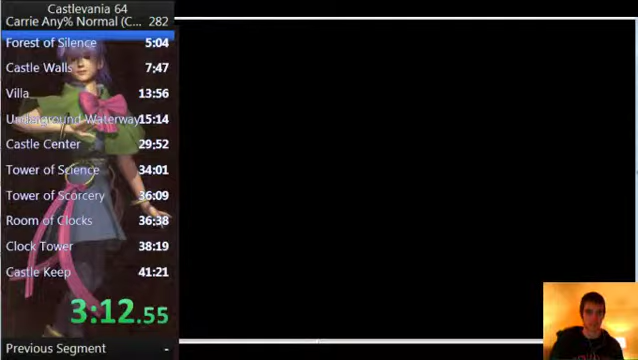 Castlevania 64
Carrie Any% Normal (C... 282
Forest of Silence 5:04
Castle Walls 7:47
Villa 13:56
Underground Waterway 15:14
Castle Center 29:52
Tower of Science 34:01
Tower of Scorcery 36:09
Room of Clocks 36:38
Clock Tower 38:19
Castle Keep 41:21
3:12.55
Previous Segment -